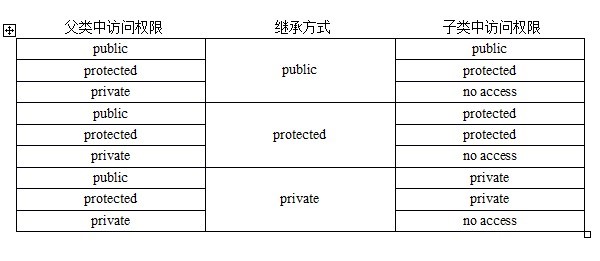 父类中访问权限 继承方式 子类中访问权限
public public public
protected protected
private no access
public protected protected
protected protected
private no access
public private private
protected private
private no access